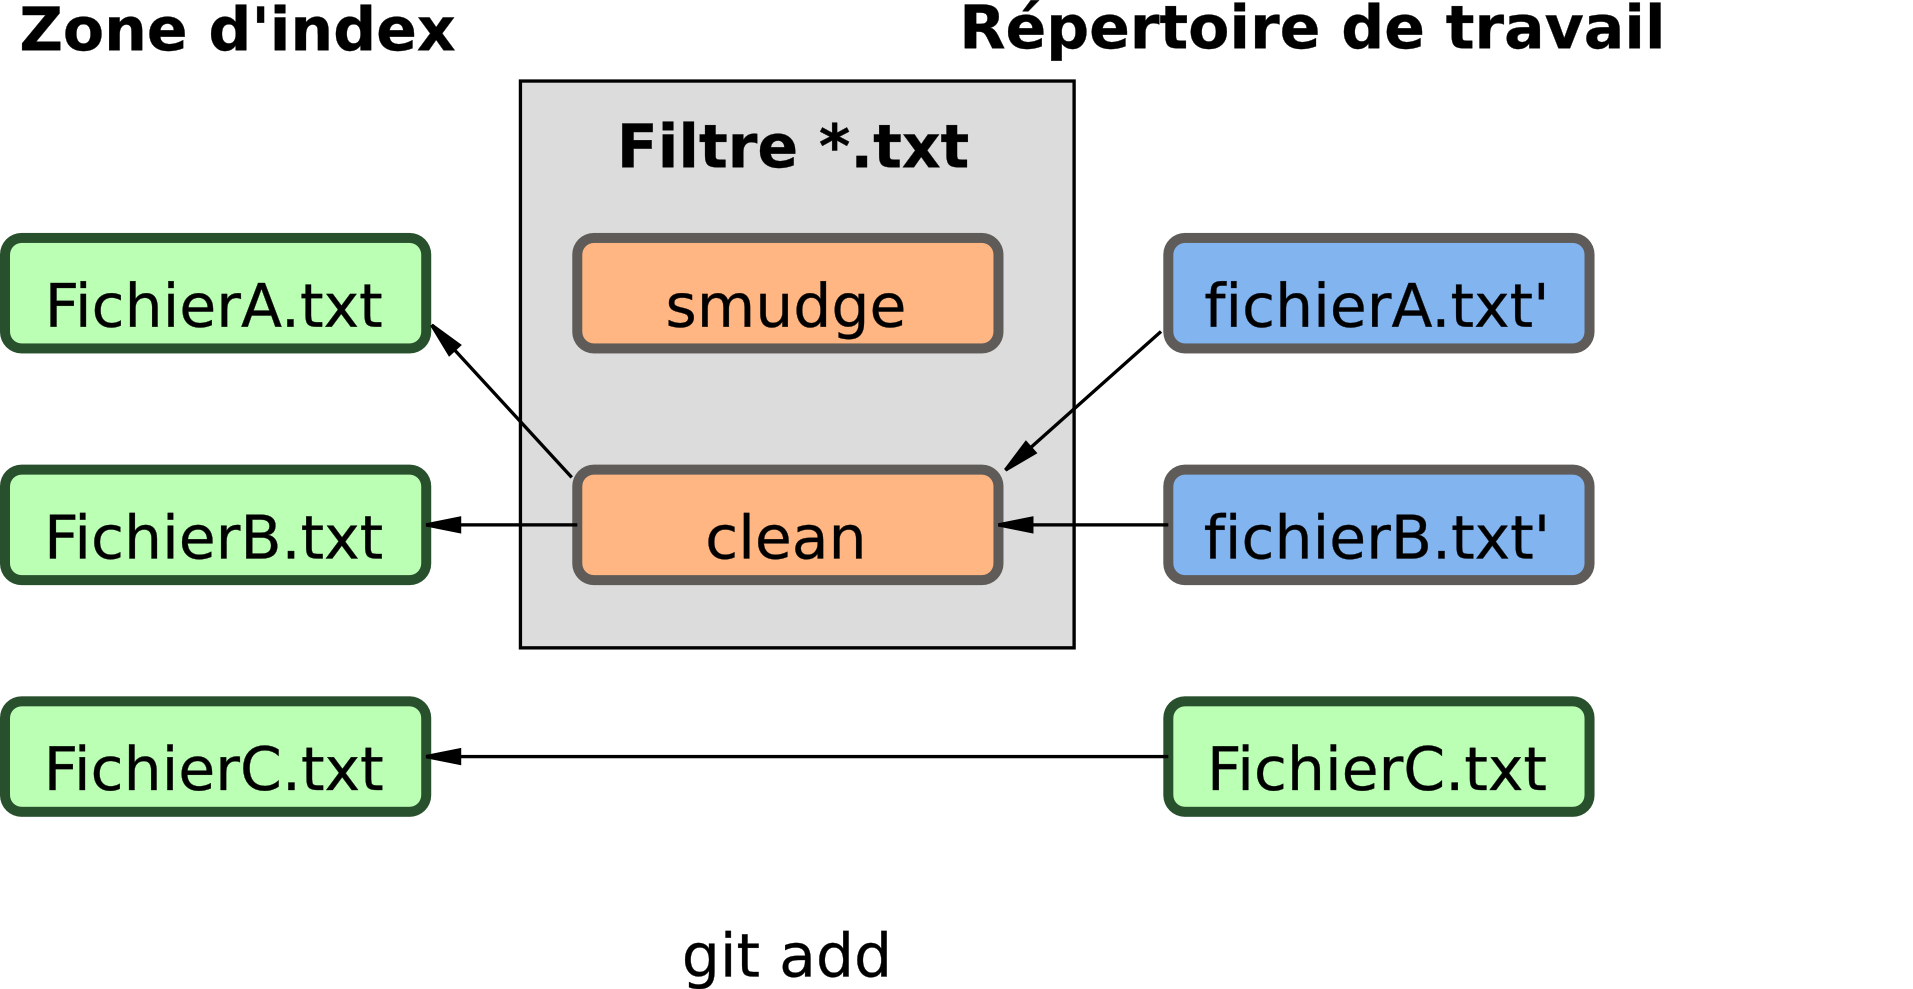 Zone d'index
Répertoire de travail
Filtre *.txt
FichierA.txt
smudge
fichierA.txt'
FichierB.txt
clean
fichierB.txt'
FichierC.txt
FichierC.txt
git add